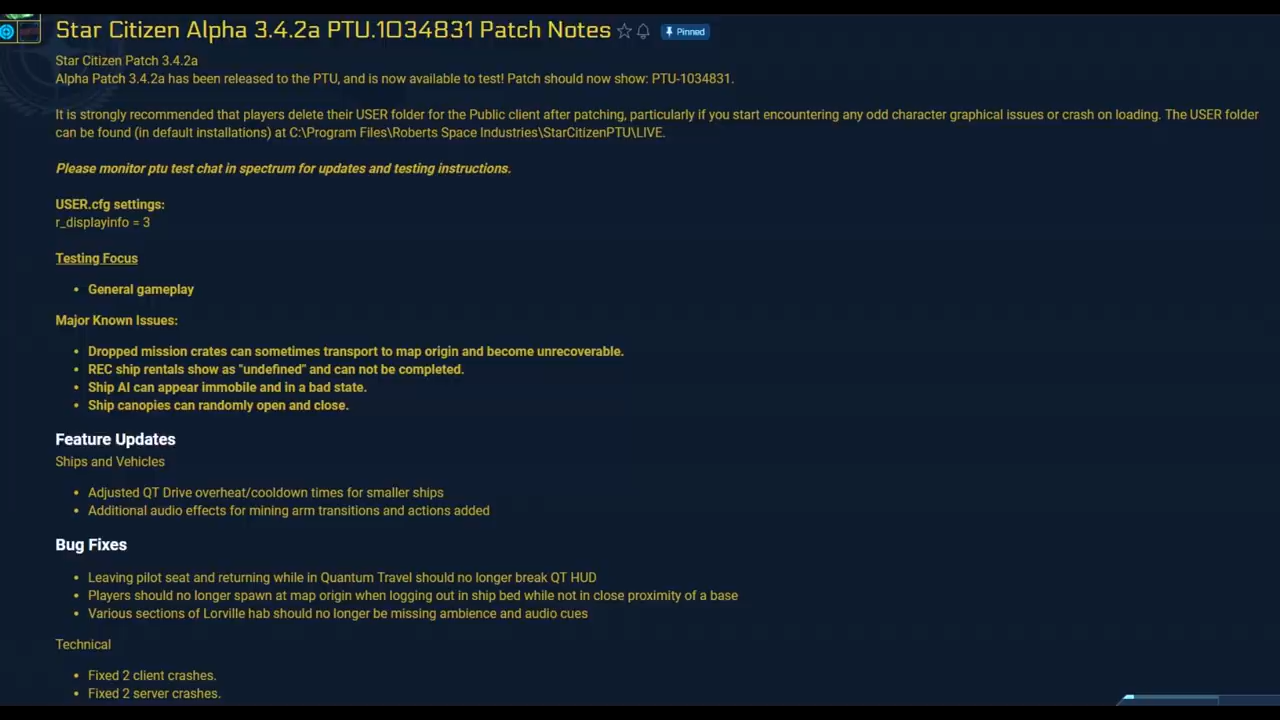 Star Citizen Alpha 3.4.2a PTU.1034831 Patch Notes Pinned
Star Citizen Patch 3.4.2a
Alpha Patch 3.4.2a has been released to the PTU, and is now available to test! Patch should now show: PTU-1034831.
It is strongly recommended that players delete their USER folder for the Public client after patching, particularly if you start encountering any odd character graphical issues or crash on loading. The USER folder
can be found (in default installations) at C:\Program Files\Roberts Space Industries\StarCitizenPTU\LIVE.
Please monitor ptu test chat in spectrum for updates and testing instructions.
USER.cfg settings:
r_displayinfo = 3
Testing Focus
• General gameplay
Major Known Issues:
• Dropped mission crates can sometimes transport to map origin and become unrecoverable.
• REC ship rentals show as "undefined" and can not be completed.
• Ship AI can appear immobile and in a bad state.
• Ship canopies can randomly open and close.
Feature Updates
Ships and Vehicles
• Adjusted QT Drive overheat/cooldown times for smaller ships
• Additional audio effects for mining arm transitions and actions added
Bug Fixes
• Leaving pilot seat and returning while in Quantum Travel should no longer break QT HUD
• Players should no longer spawn at map origin when logging out in ship bed while not in close proximity of a base
• Various sections of Lorville hab should no longer be missing ambience and audio cues
Technical
• Fixed 2 client crashes.
• Fixed 2 server crashes.